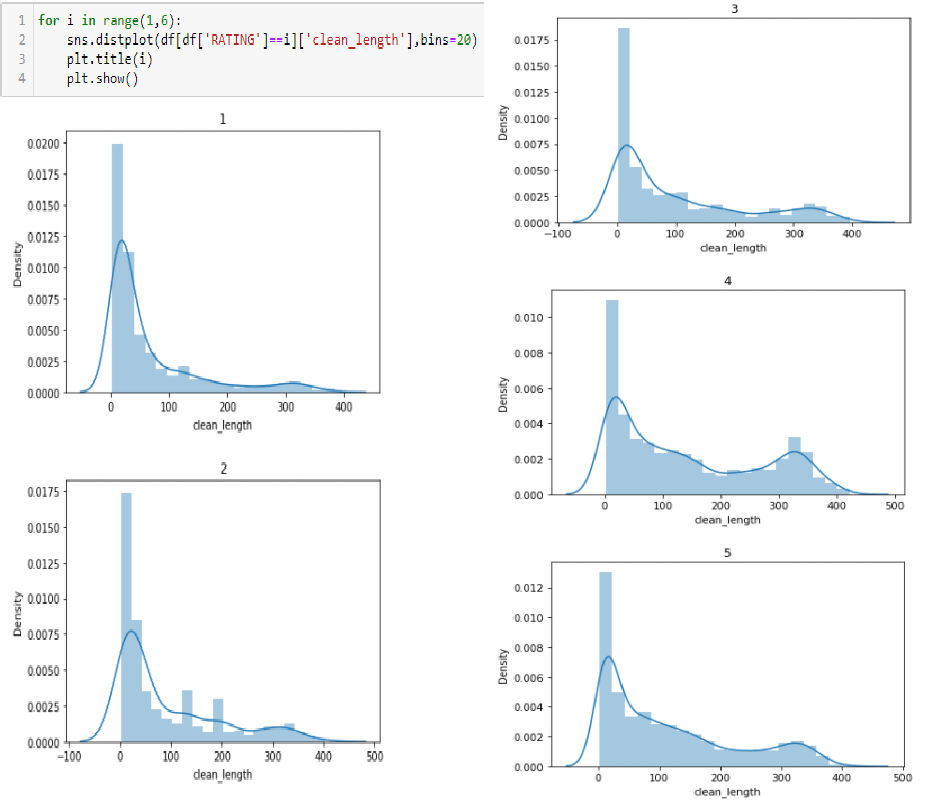 1 for i in range(1,6):
2 sns.distplot(df[df['RATING']==i]['clean_length'],bins=20)
3 plt.title(i)
4 plt.show()
1
0.0200
0.0175
0.0150
0.0125
0.0100
0.0075
0.0050
0.0025
0.0000
Density
0 100 200 300 400
clean_length
2
0.0175
0.0150
0.0125
0.0100
0.0075
0.0050
0.0025
0.0000
Density
−100 0 100 200 300 400 500
clean_length
3
0.0175
0.0150
0.0125
0.0100
0.0075
0.0050
0.0025
0.0000
Density
−100 0 100 200 300 400
clean_length
4
0.010
0.008
0.006
0.004
0.002
0.000
Density
0 100 200 300 400 500
clean_length
5
0.012
0.010
0.008
0.006
0.004
0.002
0.000
Density
0 100 200 300 400 500
clean_length